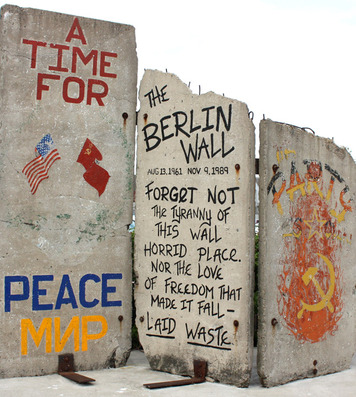 A
TIME
FOR
PEACE
МИР
THE
BERLIN
WALL
AUG 13, 1961 NOV 9, 1989
FORGET NOT
THE TYRANNY OF
THIS WALL
HORRID PLACE.
NOR THE LOVE
OF FREEDOM THAT
MADE IT FALL –
LAID WASTE.